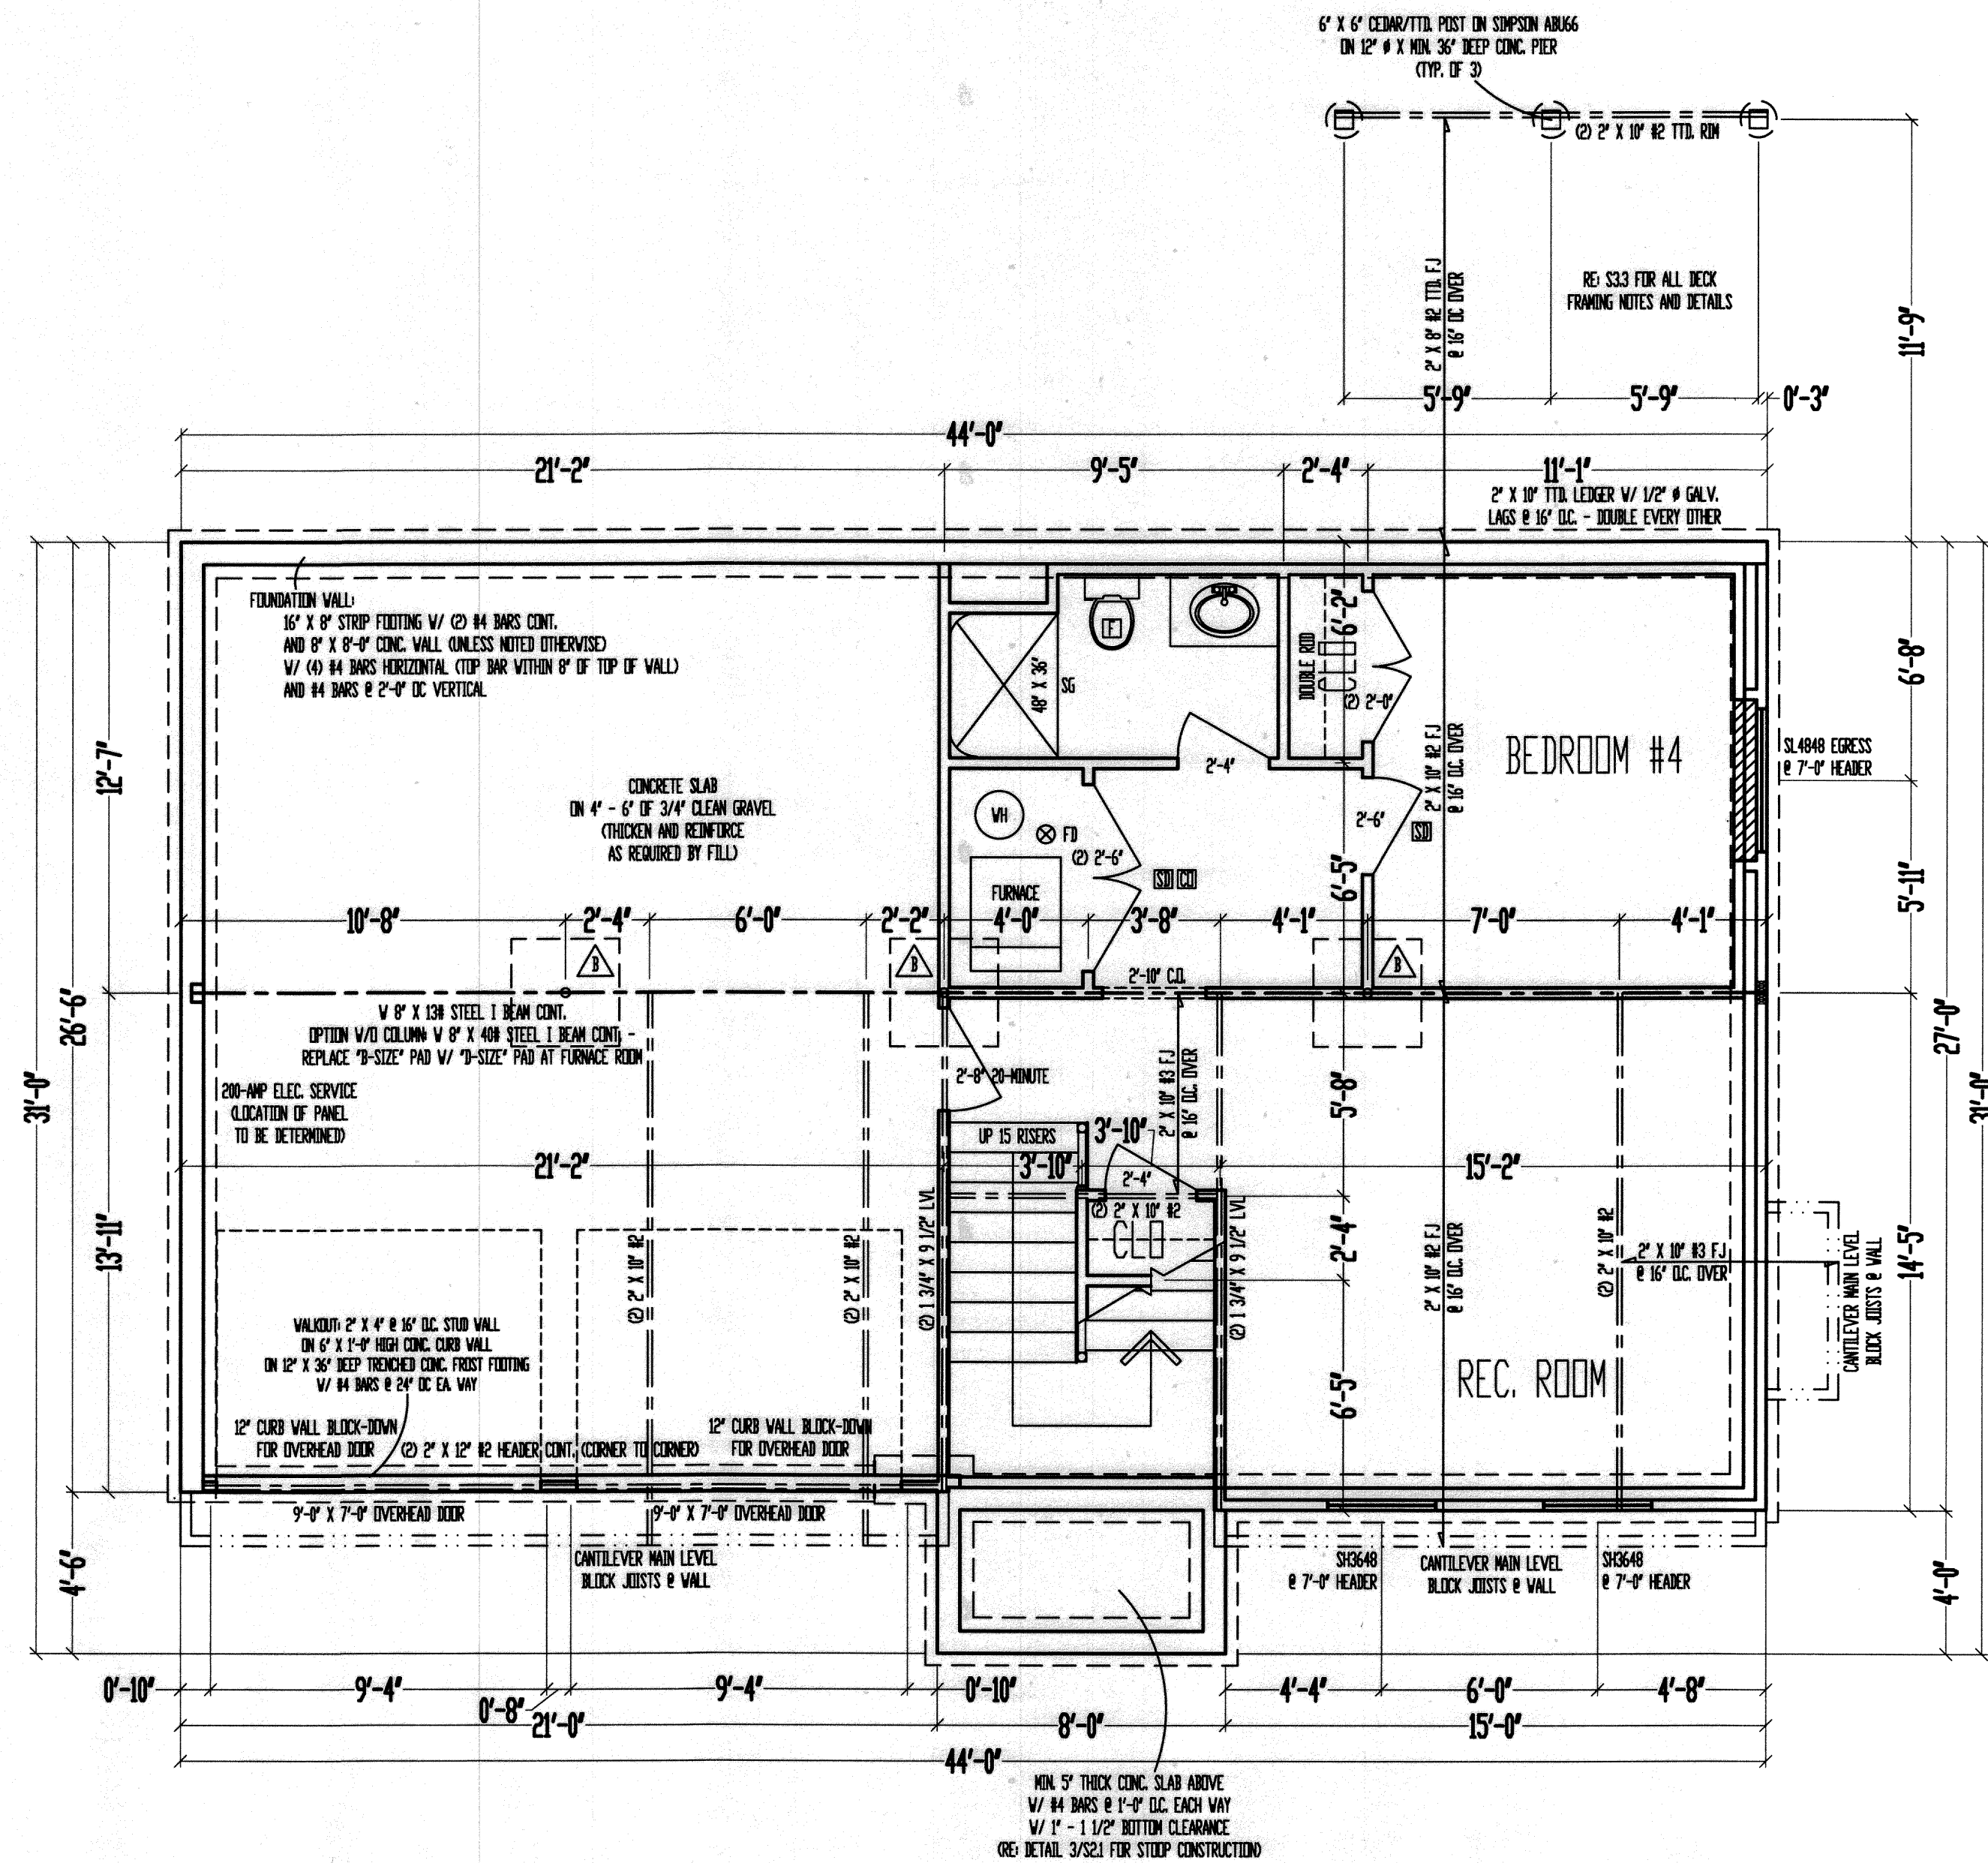 6" X 6" CEDAR/TTD. POST ON SIMPSON ABU66
ON 12" Ø X MIN. 36" DEEP CONC. PIER
(TYP. OF 3)
(2) 2" X 10" #2 TTD. RIM
2" X 8" #2 TTD. FJ
@ 16" OC OVER
RE: S3.3 FOR ALL DECK
FRAMING NOTES AND DETAILS
11'-9"
5'-9"
5'-9"
0'-3"
44'-0"
21'-2"
9'-5"
2'-4"
11'-1"
2" X 10" TTD. LEDGER W/ 1/2" Ø GALV.
LAGS @ 16" O.C. - DOUBLE EVERY OTHER
FOUNDATION WALL:
16" X 8" STRIP FOOTING W/ (2) #4 BARS CONT.
AND 8" X 8'-0" CONC. WALL (UNLESS NOTED OTHERWISE)
W/ (4) #4 BARS HORIZONTAL (TOP BAR WITHIN 8" OF TOP OF WALL)
AND #4 BARS @ 2'-0" OC VERTICAL
F
48" X 36"
SG
DOUBLE ROD
6'-2"
(2) 2'-0"
6'-8"
2" X 10" #2 FJ
@ 16" O.C. OVER
BEDROOM #4
SL4848 EGRESS
@ 7'-0" HEADER
12'-7"
CONCRETE SLAB
ON 4" - 6" OF 3/4" CLEAN GRAVEL
(THICKEN AND REINFORCE
AS REQUIRED BY FILL)
2'-4"
WH
FD
(2) 2'-6"
2'-6"
SD
FURNACE
SD CO
6'-5"
5'-11"
10'-8"
2'-4"
6'-0"
2'-2"
4'-0"
3'-8"
4'-1"
7'-0"
4'-1"
B
B
B
2'-10" C.O.
W 8" X 13# STEEL I BEAM CONT.
OPTION W/O COLUMN: W 8" X 40# STEEL I BEAM CONT. -
REPLACE "B-SIZE" PAD W/ "D-SIZE" PAD AT FURNACE ROOM
26'-6"
31'-0"
27'-0"
31'-0"
200-AMP ELEC. SERVICE
(LOCATION OF PANEL
TO BE DETERMINED)
2'-8" 20-MINUTE
2" X 10" #3 FJ
@ 16" O.C. OVER
5'-8"
UP 15 RISERS
3'-10"
21'-2"
3'-10"
2'-4"
15'-2"
(2) 2" X 10" #2
CLO
13'-11"
(2) 2" X 10" #2
(2) 2" X 10" #2
(2) 1 3/4" X 9 1/2" LVL
(2) 1 3/4" X 9 1/2" LVL
2'-4"
2" X 10" #2 FJ
@ 16" O.C. OVER
(2) 2" X 10" #2
2" X 10" #3 FJ
@ 16" O.C. OVER
CANTILEVER MAIN LEVEL
BLOCK JOISTS @ WALL
14'-5"
WALKOUT: 2" X 4" @ 16" O.C. STUD WALL
ON 6" X 1'-0" HIGH CONC. CURB WALL
ON 12" X 36" DEEP TRENCHED CONC. FROST FOOTING
W/ #4 BARS @ 24" OC EA. WAY
REC. ROOM
6'-5"
12" CURB WALL BLOCK-DOWN
FOR OVERHEAD DOOR
(2) 2" X 12" #2 HEADER CONT. (CORNER TO CORNER)
12" CURB WALL BLOCK-DOWN
FOR OVERHEAD DOOR
9'-0" X 7'-0" OVERHEAD DOOR
9'-0" X 7'-0" OVERHEAD DOOR
CANTILEVER MAIN LEVEL
BLOCK JOISTS @ WALL
SH3648
@ 7'-0" HEADER
CANTILEVER MAIN LEVEL
BLOCK JOISTS @ WALL
SH3648
@ 7'-0" HEADER
4'-6"
4'-0"
0'-10"
9'-4"
0'-8"
9'-4"
0'-10"
4'-4"
6'-0"
4'-8"
21'-0"
8'-0"
15'-0"
44'-0"
MIN. 5" THICK CONC. SLAB ABOVE
W/ #4 BARS @ 1'-0" O.C. EACH WAY
W/ 1" - 1 1/2" BOTTOM CLEARANCE
(RE: DETAIL 3/S2.1 FOR STOOP CONSTRUCTION)